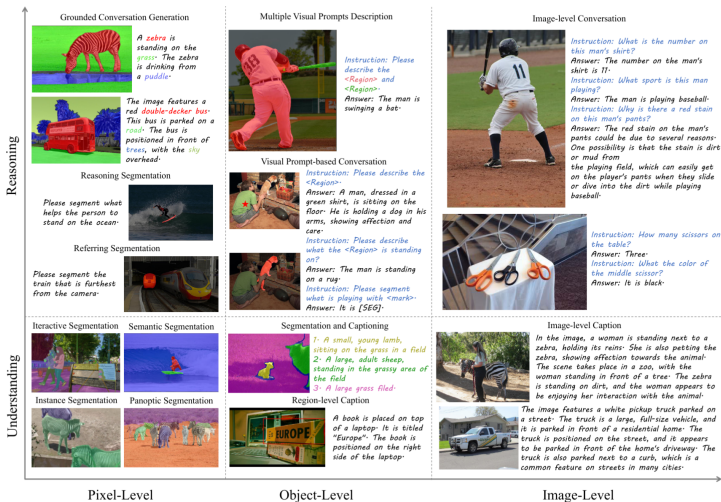 Grounded Conversation Generation
A zebra is
standing on the
grass. The zebra
is drinking from
a puddle.
The image features a
red double-decker bus.
This bus is parked on a
road. The bus is
positioned in front of
trees, with the sky
overhead.
Reasoning Segmentation
Please segment what
helps the person to
stand on the ocean.
Referring Segmentation
Please segment the
train that is furthest
from the camera.
Multiple Visual Prompts Description
18
Instruction: Please
describe the
<Region> and
<Region>.
Answer: The man is
swinging a bat.
Visual Prompt-based Conversation
Instruction: Please describe the
<Region>.
Answer: A man, dressed in a
green shirt, is sitting on the
floor. He is holding a dog in his
arms, showing affection and
care.
Instruction: Please describe
what the <Region> is standing
on?
Answer: The man is standing
on a rug.
Instruction: Please segment
what is playing with <mark>.
Answer: It is [SEG].
Image-level Conversation
11
Instruction: What is the number on
this man's shirt?
Answer: The number on the man's
shirt is 11.
Instruction: What sport is this man
playing?
Answer: The man is playing baseball.
Instruction: Why is there a red stain
on this man's pants?
Answer: The red stain on the man's
pants could be due to several reasons.
One possibility is that the stain is dirt
or mud from
the playing field, which can easily get
on the player's pants when they slide
or dive into the dirt while playing
baseball.
Instruction: How many scissors on
the table?
Answer: Three.
Instruction: What the color of
the middle scissor?
Answer: It is black.
Reasoning
Iteractive Segmentation
Semantic Segmentation
Instance Segmentation
Panoptic Segmentation
Segmentation and Captioning
1. A small, young lamb,
sitting on the grass in a field
2. A large, adult sheep,
standing in the grassy area of
the field
3. A large grass filed.
Region-level Caption
EUROPE
A book is placed on top of
a laptop. It is titled
"Europe". The book is
positioned on the right
side of the laptop.
Image-level Caption
In the image, a woman is standing next to a
zebra, holding its reins. She is also petting the
zebra, showing affection towards the animal.
The scene takes place in a zoo, with the
woman standing in front of a tree. The zebra
is standing on dirt, and the woman appears to
be enjoying her interaction with the animal.
The image features a white pickup truck parked on
a street. The truck is a large, full-size vehicle, and
it is parked in front of a residential home. The
truck is positioned on the street, and it appears
to be parked in front of the home's driveway. The
truck is also parked next to a curb, which is a
common feature on streets in many cities.
Understanding
Pixel-Level
Object-Level
Image-Level